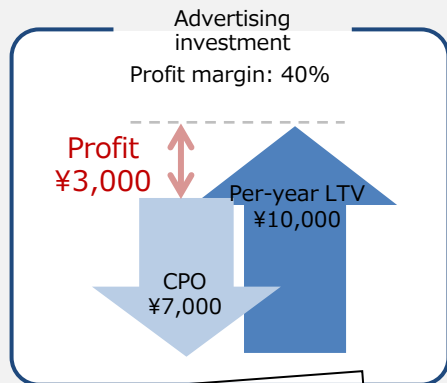 Advertising
investment
Profit margin: 40%
Profit
¥3,000
Per-year LTV
¥10,000
CPO
¥7,000